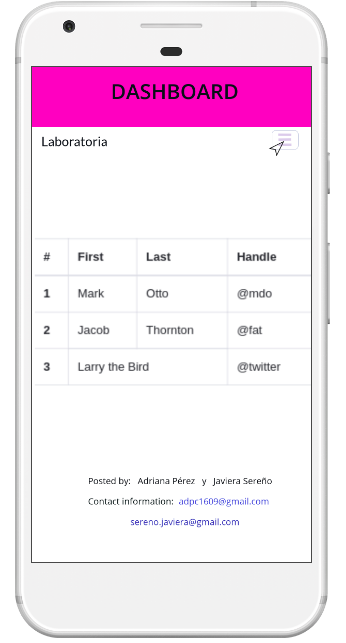 DASHBOARD
Laboratoria
# First Last Handle
1 Mark Otto @mdo
2 Jacob Thornton @fat
3 Larry the Bird @twitter
Posted by: Adriana Pérez y Javiera Sereño
Contact information: adpc1609@gmail.com
sereno.javiera@gmail.com